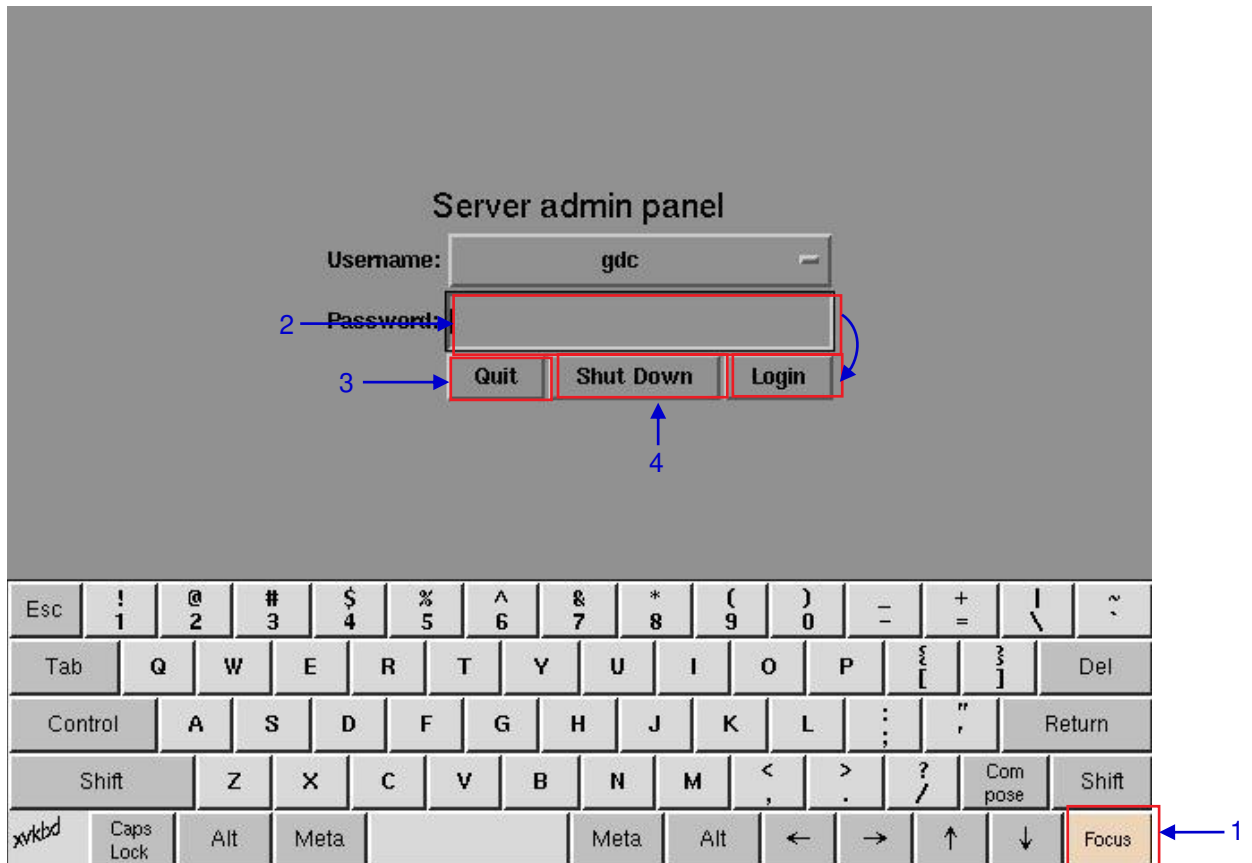 Server admin panel
Username: gdc
2 Password:
3 Quit Shut Down Login
4
Esc ! 1 @ 2 # 3 $ 4 % 5 ^ 6 & 7 * 8 ( 9 ) 0 _ - + = | \ ~ `
Tab Q W E R T Y U I O P { [ } ] Del
Control A S D F G H J K L : ; " ' Return
Shift Z X C V B N M < , > . ? / Com pose Shift
xvkbd Caps Lock Alt Meta Meta Alt ← → ↑ ↓ Focus 1